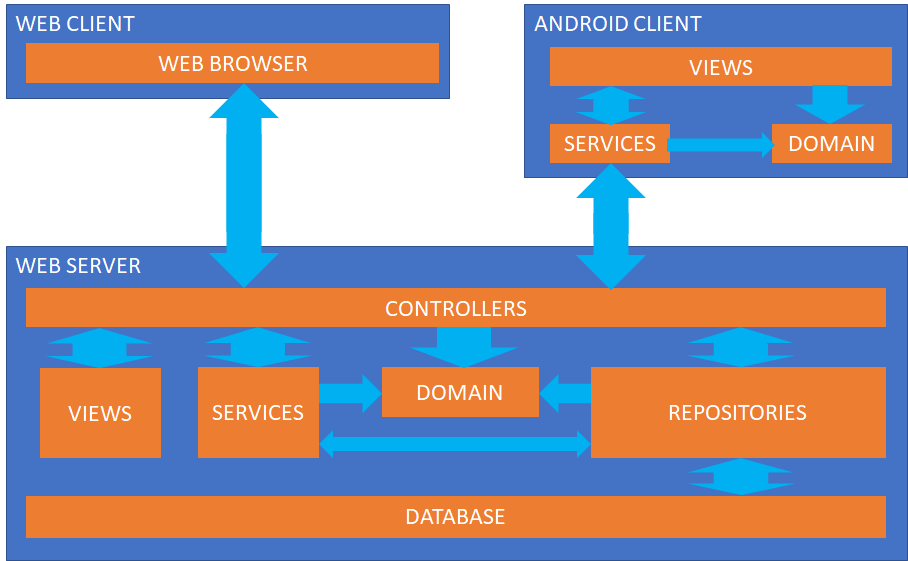 WEB CLIENT
WEB BROWSER
ANDROID CLIENT
VIEWS
SERVICES
DOMAIN
WEB SERVER
CONTROLLERS
VIEWS
SERVICES
DOMAIN
REPOSITORIES
DATABASE